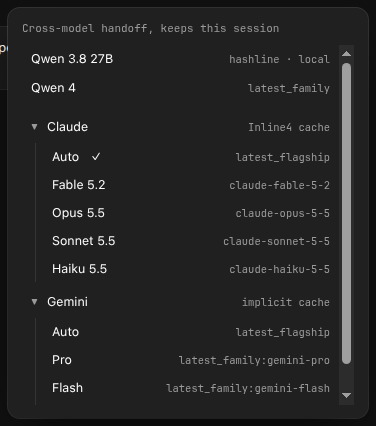 Cross-model handoff, keeps this session
Qwen 3.8 27B hashline · local
Qwen 4 latest_family
Claude Inline4 cache
Auto ✓ latest_flagship
Fable 5.2 claude-fable-5-2
Opus 5.5 claude-opus-5-5
Sonnet 5.5 claude-sonnet-5-5
Haiku 5.5 claude-haiku-5-5
Gemini implicit cache
Auto latest_flagship
Pro latest_family:gemini-pro
Flash latest_family:gemini-flash